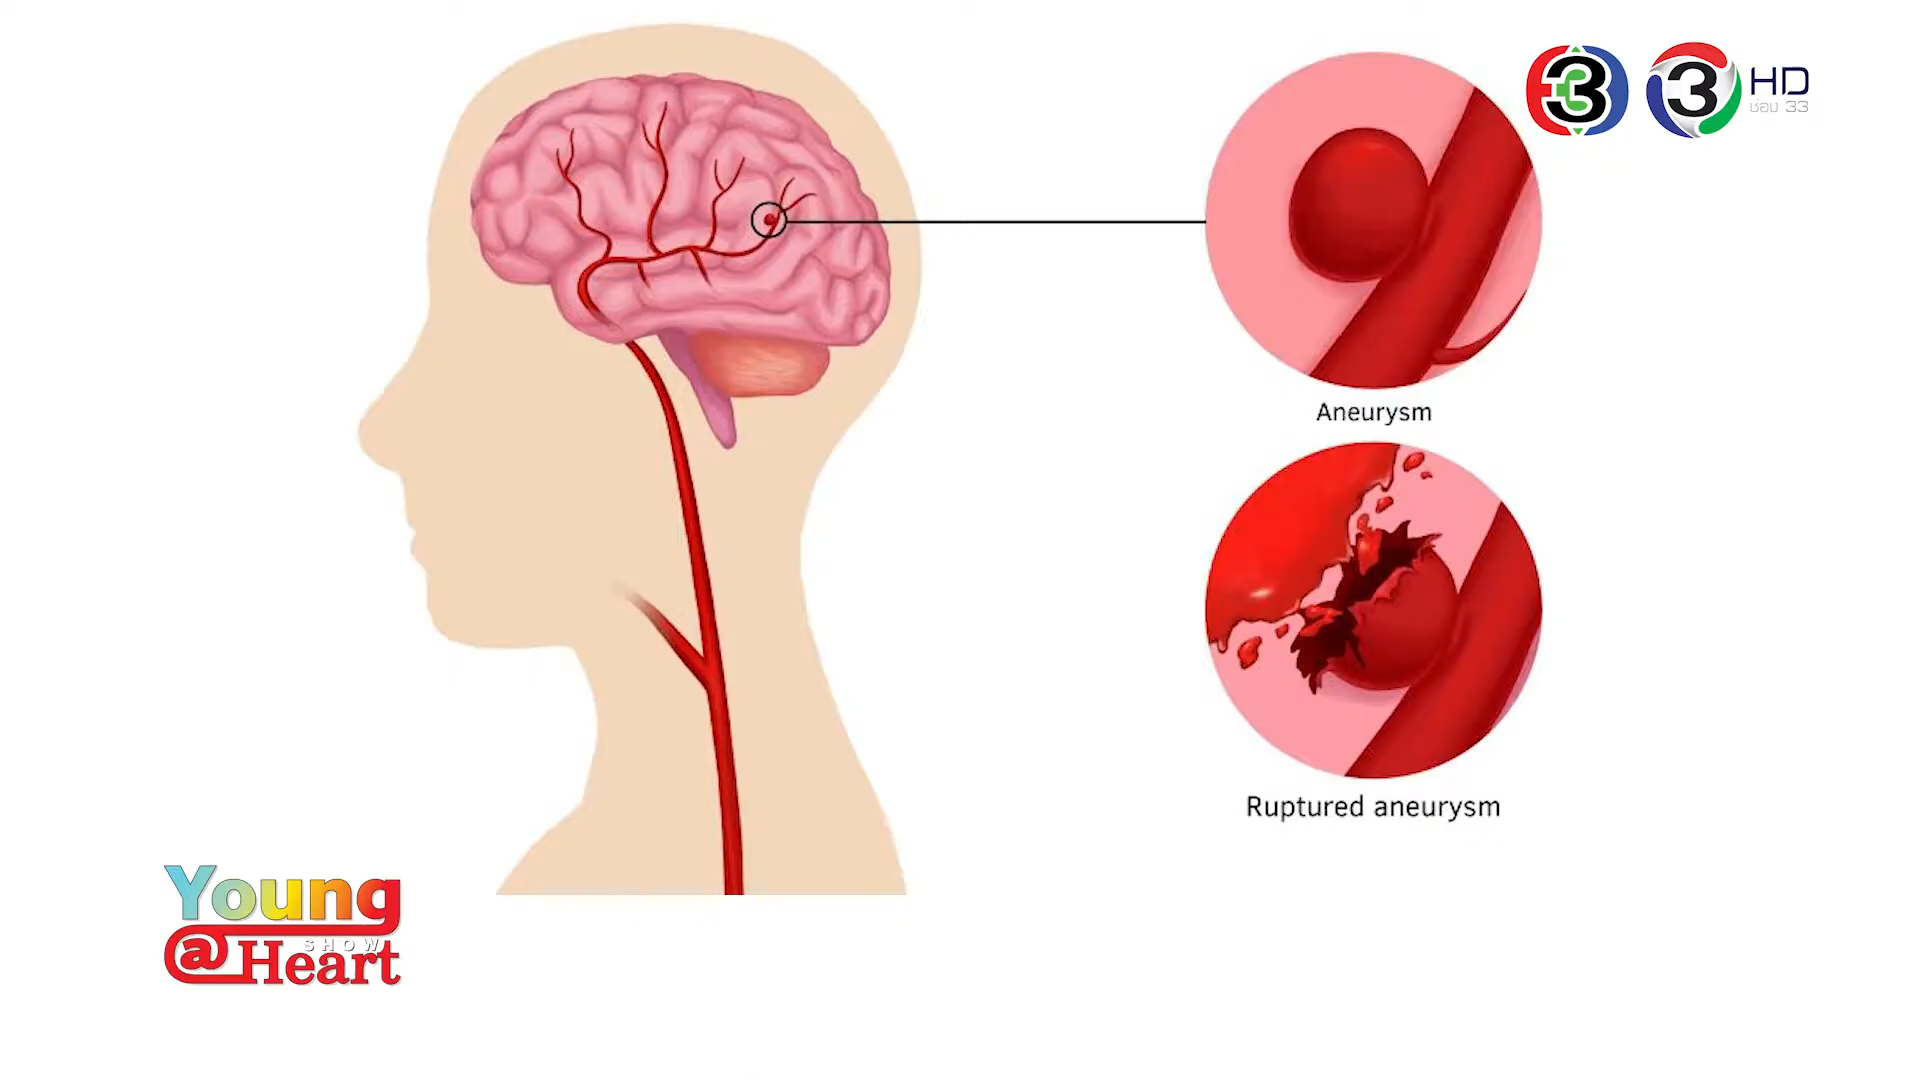 3 3 HD
ช่อง 33
Aneurysm
Ruptured aneurysm
Young
@Heart
SHOW